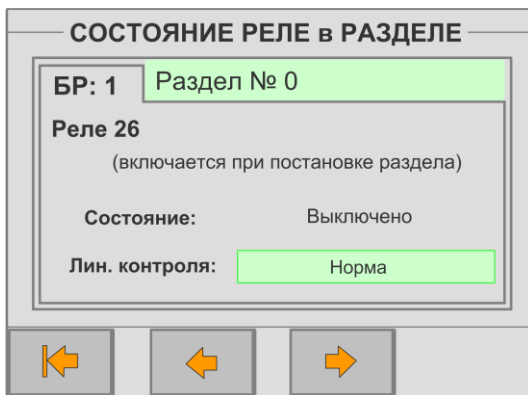 СОСТОЯНИЕ РЕЛЕ в РАЗДЕЛЕ
БР: 1 Раздел № 0
Реле 26
(включается при постановке раздела)
Состояние: Выключено
Лин. контроля: Норма